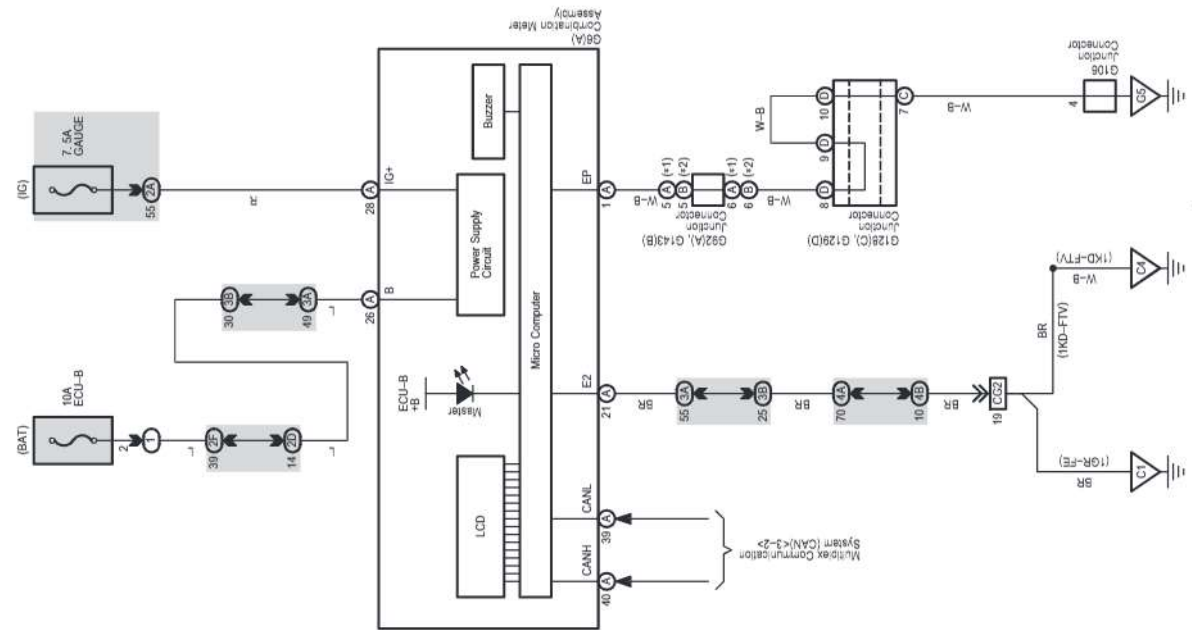 (BAT)
10A
ECU-B
2
1
L
39
2F
14
2D
L
30
3B
49
3A
L
(IG)
7. 5A
GAUGE
55
2A
R
26
A
B
28
A
IG+
G6(A)
Combination Meter
Assembly
LCD
ECU-B
+B
Master
Power Supply
Circuit
Buzzer
Micro Computer
CANH
40
A
CANL
39
A
E2
21
A
EP
1
A
Multiplex Communication
System (CAN)<3-2>
BR
55
3A
25
3B
BR
70
4A
10
4B
BR
19
CG2
BR
(1GR-FE)
C1
BR
(1KD-FTV)
W-B
(1KD-FTV)
C4
W-B
5
A
(*1)
5
B
(*2)
G92(A), G143(B)
Junction
Connector
6
A
(*1)
6
B
(*2)
W-B
8
D
9
D
10
D
W-B
G128(C), G129(D)
Junction
Connector
7
C
W-B
4
G106
Junction
Connector
G5